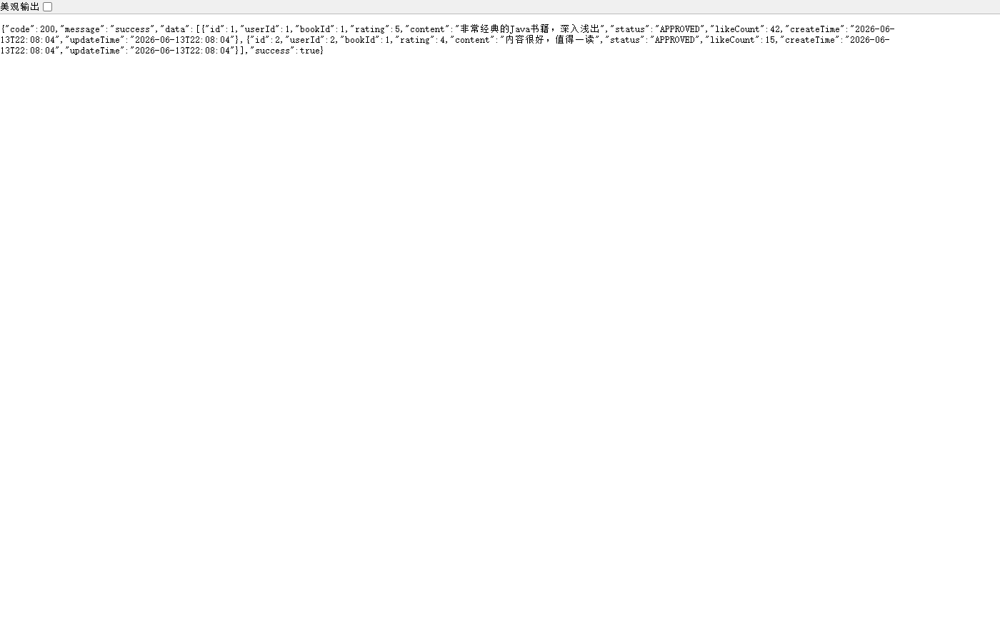 美观输出
{"code":200,"message":"success","data":[{"id":1,"userId":1,"bookId":1,"rating":5,"content":"非常经典的Java书籍，深入浅出","status":"APPROVED","likeCount":42,"createTime":"2026-06-
13T22:08:04","updateTime":"2026-06-13T22:08:04"},{"id":2,"userId":2,"bookId":1,"rating":4,"content":"内容很好，值得一读","status":"APPROVED","likeCount":15,"createTime":"2026-06-
13T22:08:04","updateTime":"2026-06-13T22:08:04"}],"success":true}